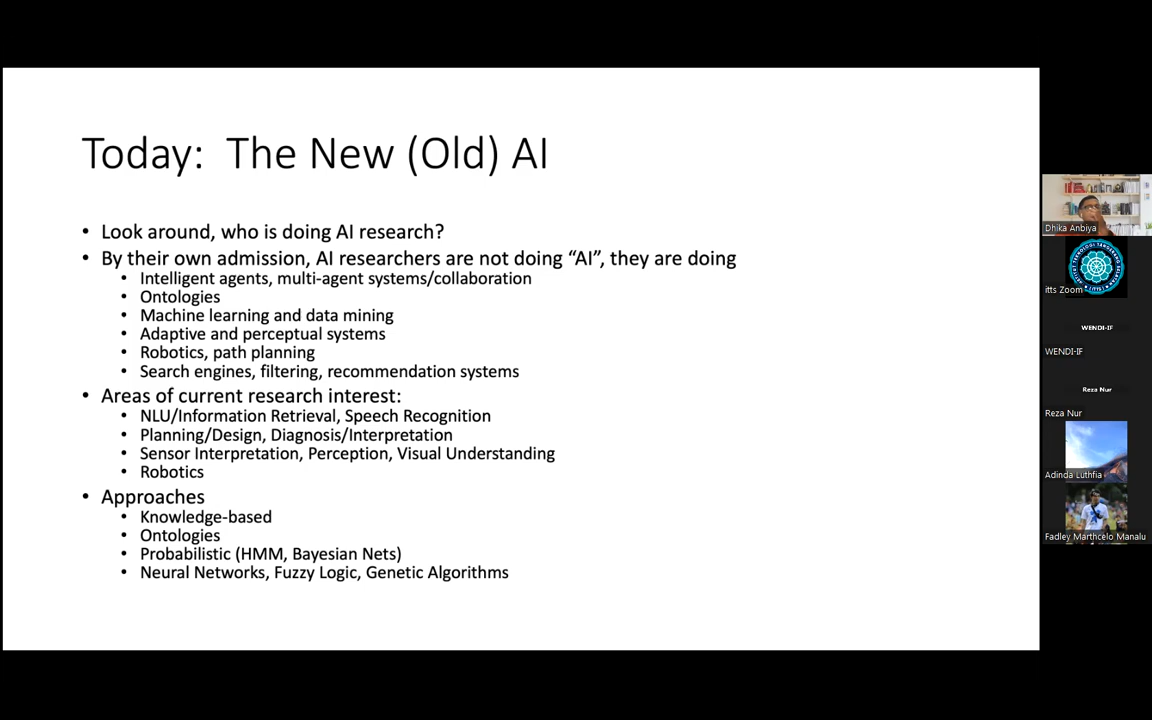 Today: The New (Old) AI
• Look around, who is doing AI research?
• By their own admission, AI researchers are not doing “AI”, they are doing
• Intelligent agents, multi-agent systems/collaboration
• Ontologies
• Machine learning and data mining
• Adaptive and perceptual systems
• Robotics, path planning
• Search engines, filtering, recommendation systems
• Areas of current research interest:
• NLU/Information Retrieval, Speech Recognition
• Planning/Design, Diagnosis/Interpretation
• Sensor Interpretation, Perception, Visual Understanding
• Robotics
• Approaches
• Knowledge-based
• Ontologies
• Probabilistic (HMM, Bayesian Nets)
• Neural Networks, Fuzzy Logic, Genetic Algorithms
Dhika Anbiya
itts Zoom
WENDI-IF
WENDI-IF
Reza Nur
Reza Nur
Adinda Luthfia
Fadley Marthcelo Manalu